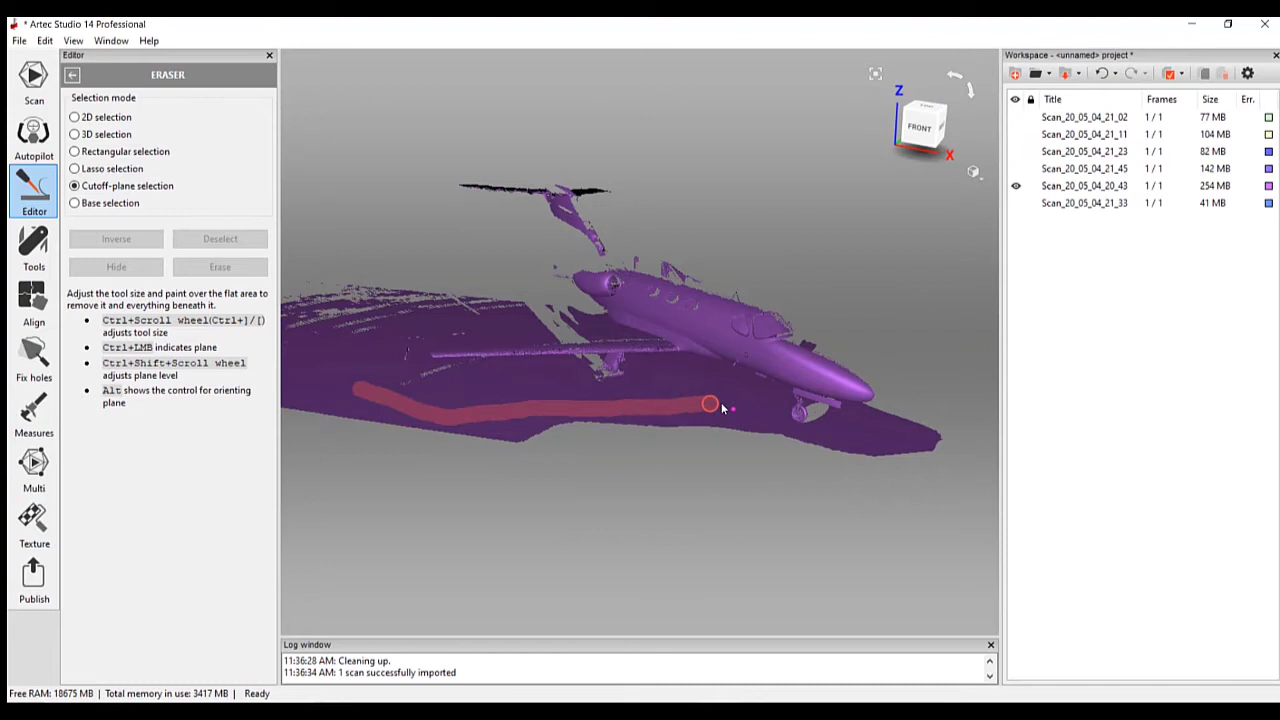 * Artec Studio 14 Professional
File Edit View Window Help
Editor
ERASER
Selection mode
2D selection
3D selection
Rectangular selection
Lasso selection
Cutoff-plane selection
Base selection
Inverse Deselect
Hide Erase
Adjust the tool size and paint over the flat area to
remove it and everything beneath it.
Ctrl+Scroll wheel(Ctrl+]/[)
adjusts tool size
Ctrl+LMB indicates plane
Ctrl+Shift+Scroll wheel
adjusts plane level
Alt shows the control for orienting
plane
Scan
Autopilot
Editor
Tools
Align
Fix holes
Measures
Multi
Texture
Publish
Z
FRONT
X
Workspace - <unnamed> project *
Title Frames Size Err.
Scan_20_05_04_21_02 1 / 1 77 MB
Scan_20_05_04_21_11 1 / 1 104 MB
Scan_20_05_04_21_23 1 / 1 82 MB
Scan_20_05_04_21_45 1 / 1 142 MB
Scan_20_05_04_20_43 1 / 1 254 MB
Scan_20_05_04_21_33 1 / 1 41 MB
Log window
11:36:28 AM: Cleaning up.
11:36:34 AM: 1 scan successfully imported
Free RAM: 18675 MB | Total memory in use: 3417 MB | Ready